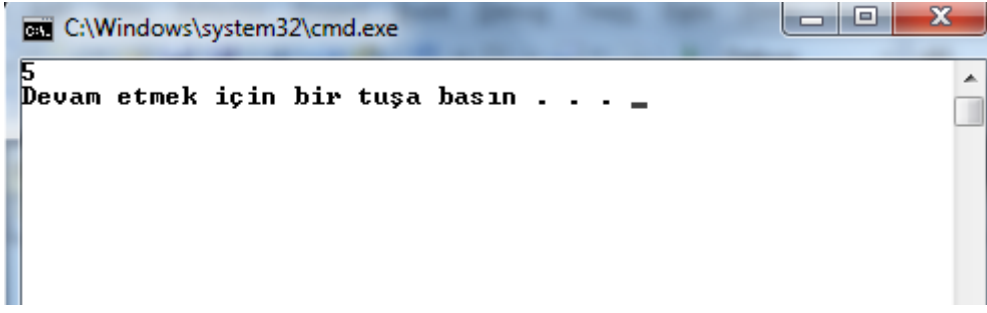 C:\Windows\system32\cmd.exe
5
Devam etmek için bir tuşa basın . . . _